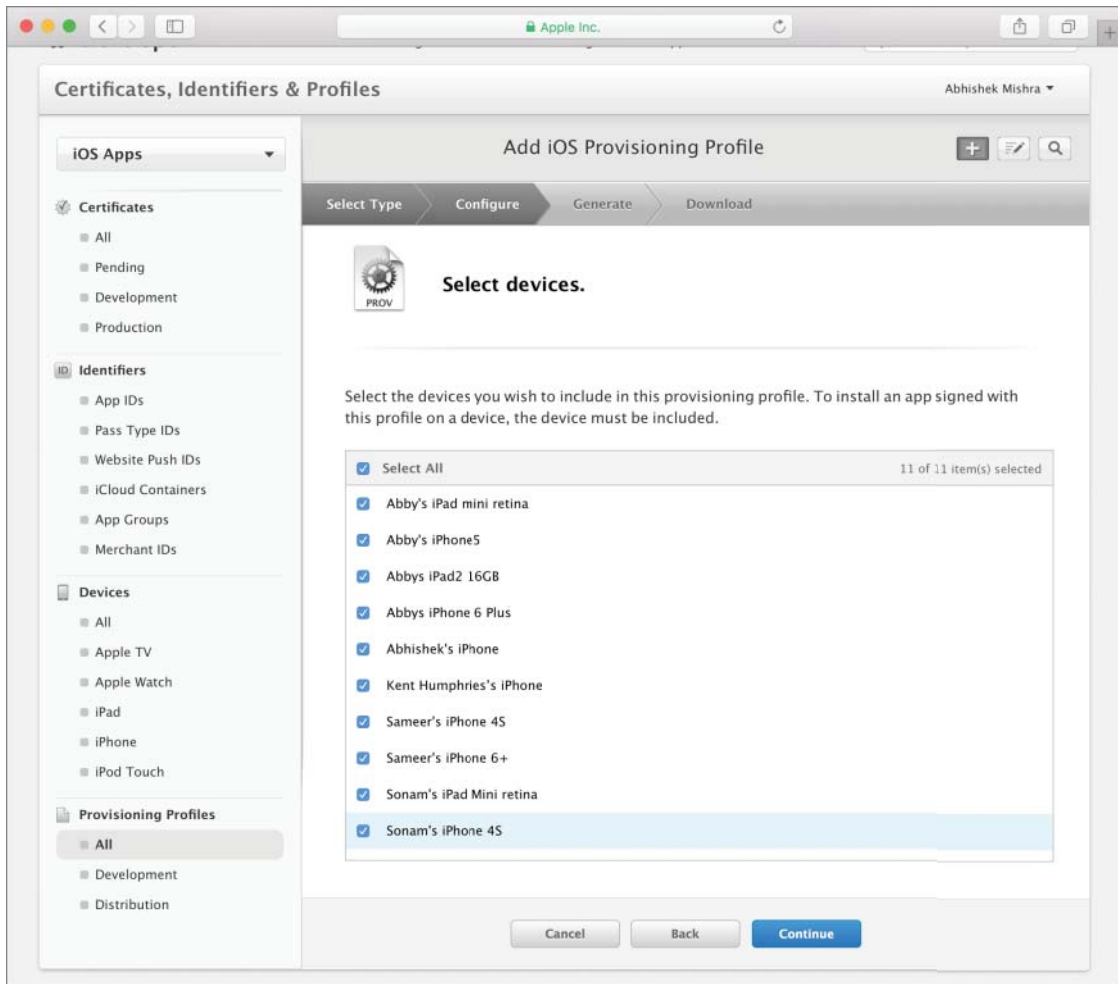 Apple Inc.
Certificates, Identifiers & Profiles
Abhishek Mishra
iOS Apps
Certificates
All
Pending
Development
Production
ID Identifiers
App IDs
Pass Type IDs
Website Push IDs
iCloud Containers
App Groups
Merchant IDs
Devices
All
Apple TV
Apple Watch
iPad
iPhone
iPod Touch
Provisioning Profiles
All
Development
Distribution
Add iOS Provisioning Profile
Select Type
Configure
Generate
Download
PROV
Select devices.
Select the devices you wish to include in this provisioning profile. To install an app signed with
this profile on a device, the device must be included.
Select All
11 of 11 item(s) selected
Abby's iPad mini retina
Abby's iPhone5
Abbys iPad2 16GB
Abbys iPhone 6 Plus
Abhishek's iPhone
Kent Humphries's iPhone
Sameer's iPhone 4S
Sameer's iPhone 6+
Sonam's iPad Mini retina
Sonam's iPhone 4S
Cancel
Back
Continue